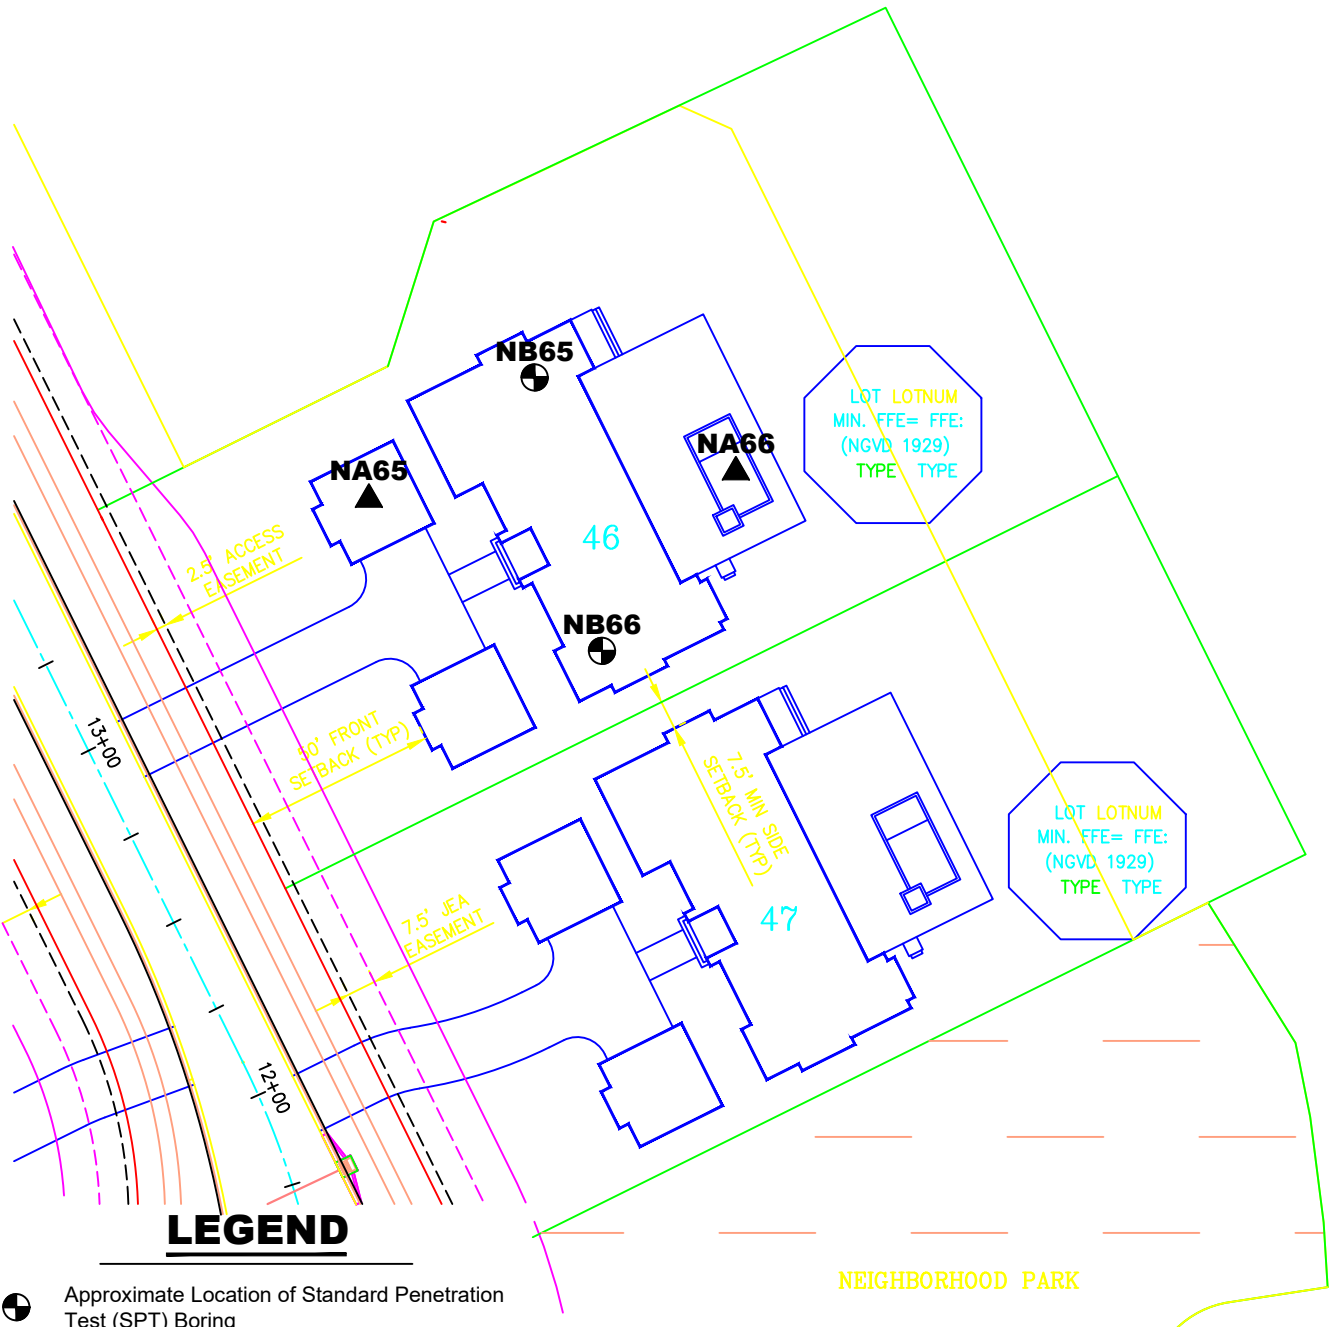 NB65
NA65
NA66
LOT LOTNUM
MIN. FFE= FFE:
(NGVD 1929)
TYPE TYPE
46
2.5' ACCESS
EASEMENT
NB66
13+00
50' FRONT
SETBACK (TYP)
7.5' MIN SIDE
SETBACK (TYP)
LOT LOTNUM
MIN. FFE= FFE:
(NGVD 1929)
TYPE TYPE
47
7.5' JEA
EASEMENT
12+00
LEGEND
NEIGHBORHOOD PARK
Approximate Location of Standard Penetration
Test (SPT) Boring